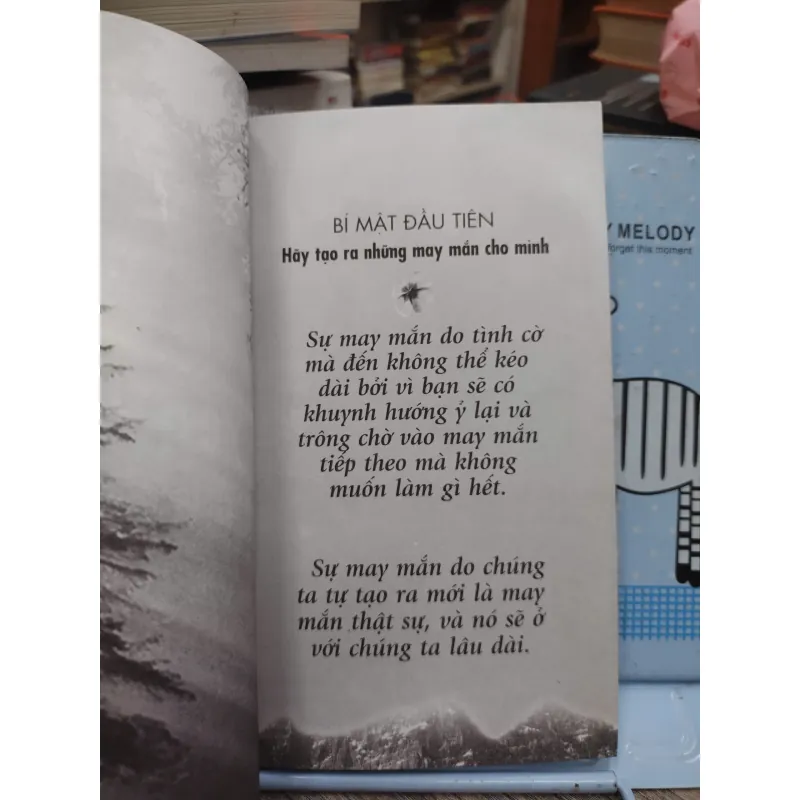 BÍ MẬT ĐẦU TIÊN
Hãy tạo ra những may mắn cho mình
Sự may mắn do tình cờ
mà đến không thể kéo
dài bởi vì bạn sẽ có
khuynh hướng ỷ lại và
trông chờ vào may mắn
tiếp theo mà không
muốn làm gì hết.
Sự may mắn do chúng
ta tự tạo ra mới là may
mắn thật sự, và nó sẽ ở
với chúng ta lâu dài.
MELODY
forget this moment